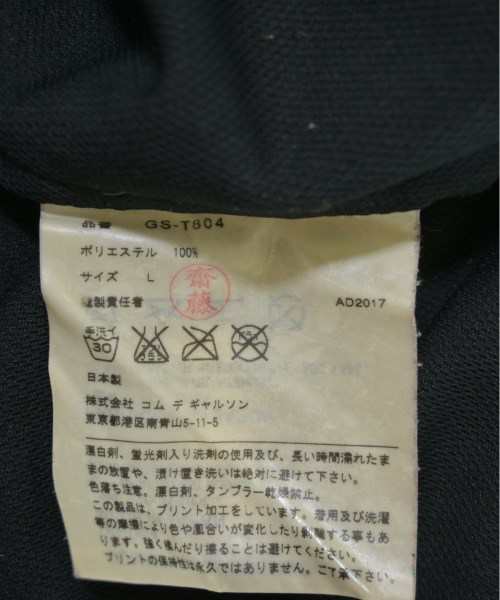 品番 GS-T804
ポリエステル 100%
サイズ L
縫製責任者 齋藤 AD2017
手洗イ
30
日本製
株式会社 コム デ ギャルソン
東京都港区南青山5-11-5
漂白剤、蛍光剤入り洗剤の使用及び、長い時間濡れたま
まの放置や、漬け置き洗いは絶対に避けて下さい。
色落ち注意。漂白剤、タンブラー乾燥禁止。
この製品は、プリント加工をしています。着用及び洗濯
等の摩擦により色や風合いが変化したり剥離する事もあ
ります。強く揉んだり擦ることは避けてください。
プリントの保持性は永久ではありません。ご了承下さい。